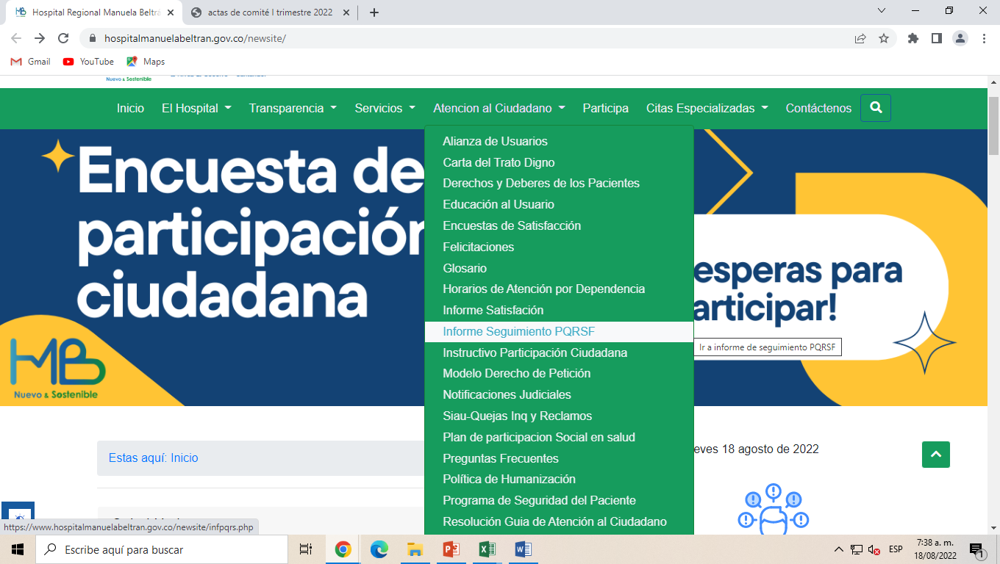 Hospital Regional Manuela Beltrá
actas de comité I trimestre 2022
hospitalmanuelabeltran.gov.co/newsite/
Gmail
YouTube
Maps
Nuevo & Sostenible
Inicio
El Hospital
Transparencia
Servicios
Atencion al Ciudadano
Participa
Citas Especializadas
Contáctenos
Alianza de Usuarios
Carta del Trato Digno
Derechos y Deberes de los Pacientes
Educación al Usuario
Encuestas de Satisfacción
Felicitaciones
Glosario
Horarios de Atención por Dependencia
Informe Satisfación
Informe Seguimiento PQRSF
Instructivo Participación Ciudadana
Modelo Derecho de Petición
Notificaciones Judiciales
Siau-Quejas Inq y Reclamos
Plan de participacion Social en salud
Preguntas Frecuentes
Política de Humanización
Programa de Seguridad del Paciente
Resolución Guia de Atención al Ciudadano
Ir a informe de seguimiento PQRSF
Encuesta de
participación
ciudadana
esperas para
articipar!
MB
Nuevo & Sostenible
Estas aquí: Inicio
eves 18 agosto de 2022
https://www.hospitalmanuelabeltran.gov.co/newsite/infpqrs.php
Escribe aquí para buscar
ESP
7:38 a. m.
18/08/2022
1